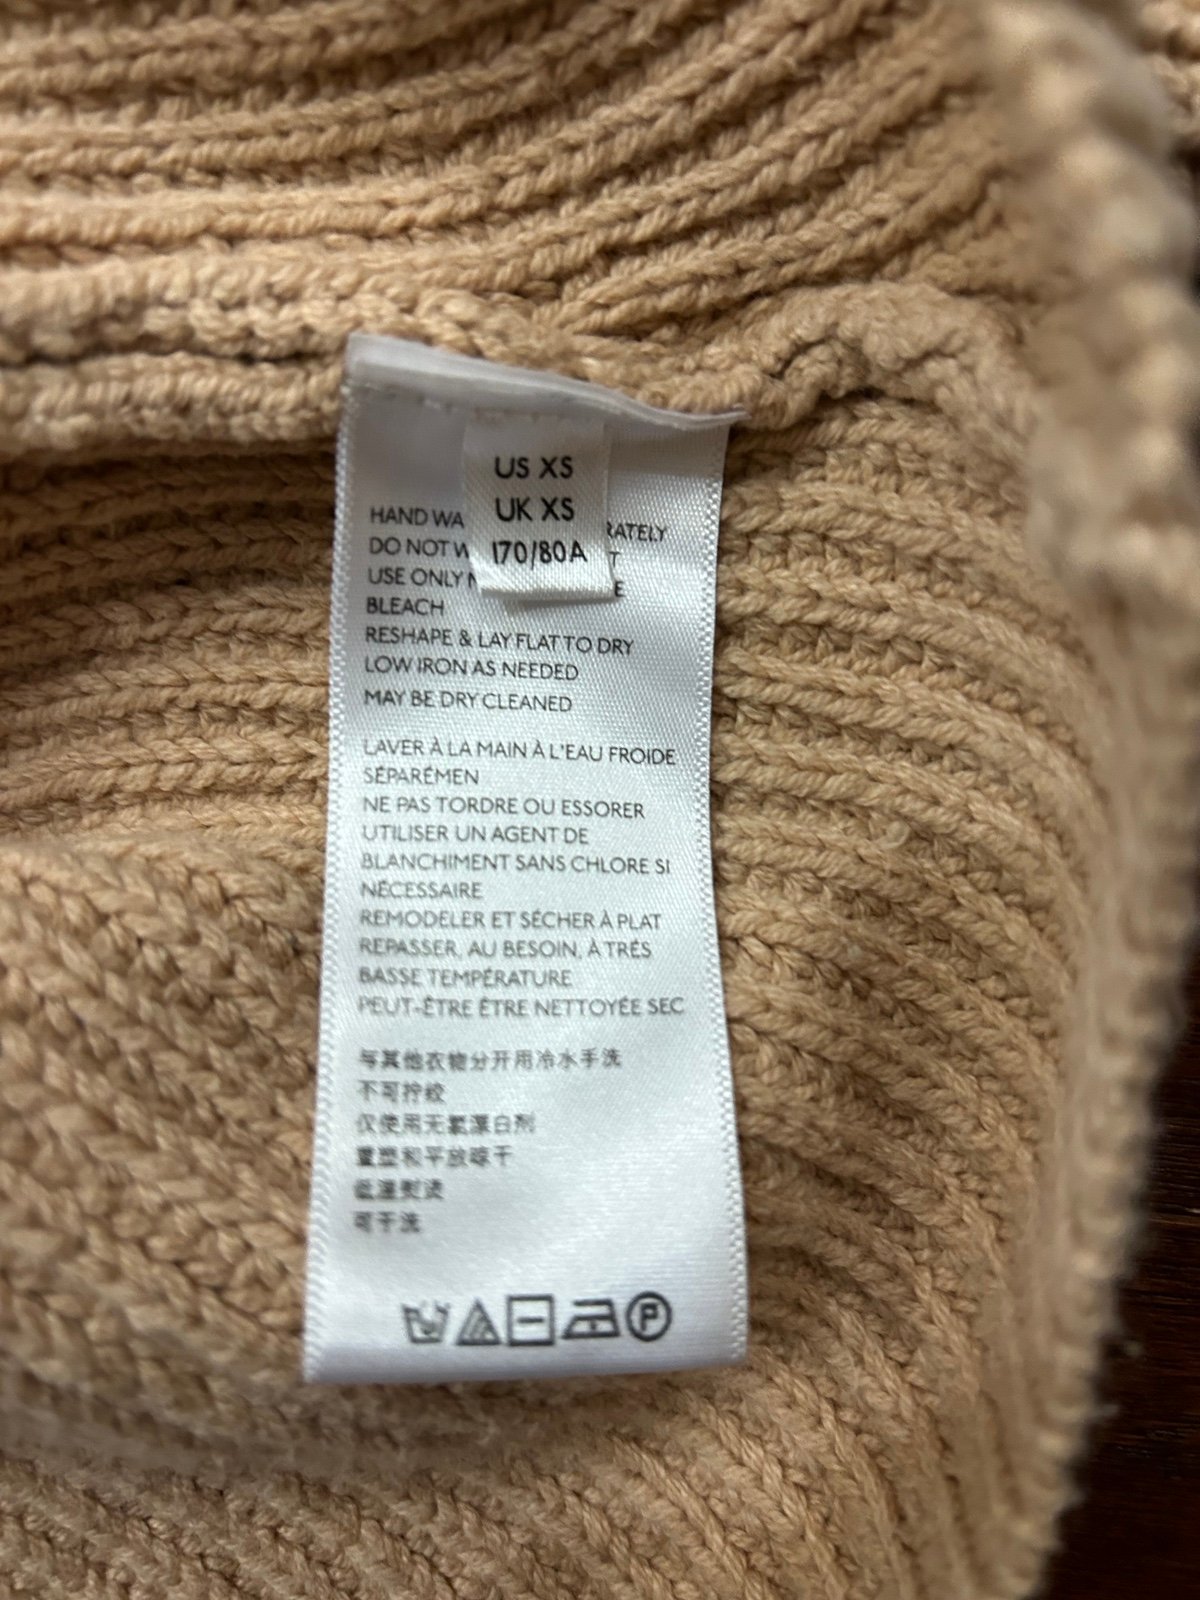 US XS
UK XS
170/80A
HAND WA RATELY
DO NOT W T
USE ONLY N E
BLEACH
RESHAPE & LAY FLAT TO DRY
LOW IRON AS NEEDED
MAY BE DRY CLEANED
LAVER À LA MAIN À L'EAU FROIDE
SÉPARÉMEN
NE PAS TORDRE OU ESSORER
UTILISER UN AGENT DE
BLANCHIMENT SANS CHLORE SI
NÉCESSAIRE
REMODELER ET SÉCHER À PLAT
REPASSER, AU BESOIN, À TRÉS
BASSE TEMPÉRATURE
PEUT-ÊTRE ÊTRE NETTOYÉE SEC
与其他衣物分开用冷水手洗
不可拧绞
仅使用无氯漂白剂
重塑和平放晾干
低温熨烫
可干洗
P